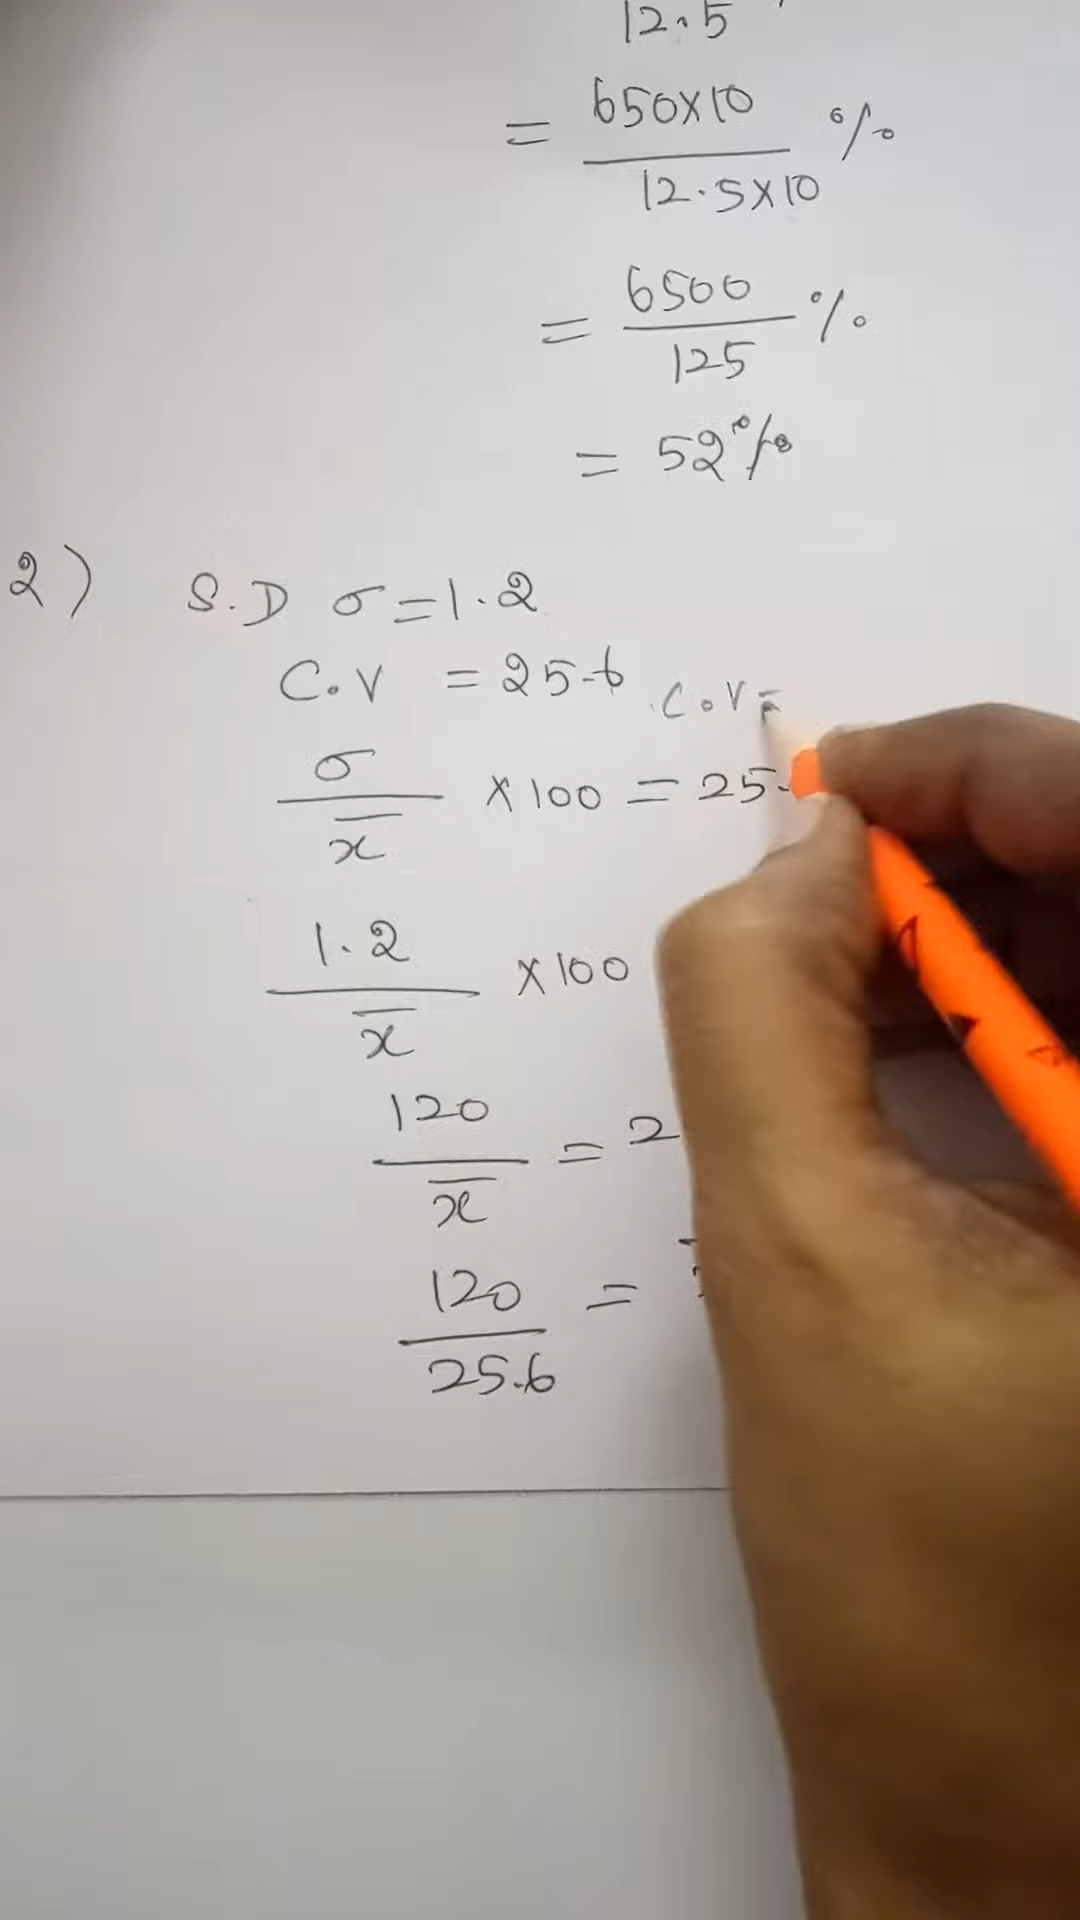 12.5
= 650×10 / 12.5×10 %
= 6500 / 125 %
= 52%
2) S.D σ = 1.2
C.V = 25.6 C.V =
σ / x̄ × 100 = 25.
1.2 / x̄ × 100
120 / x̄ = 2
120 / 25.6 =